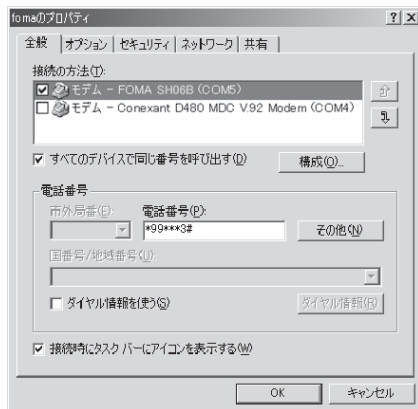 fomaのプロパティ
全般 オプション セキュリティ ネットワーク 共有
接続の方法(T):
モデム - FOMA SH06B (COM5)
モデム - Conexant D480 MDC V.92 Modem (COM4)
すべてのデバイスで同じ番号を呼び出す(D) 構成(O)...
電話番号
市外局番(E): 電話番号(P):
*99***3# その他(N)
国番号/地域番号(U):
ダイヤル情報を使う(S) ダイヤル情報(R)
接続時にタスク バーにアイコンを表示する(W)
OK キャンセル